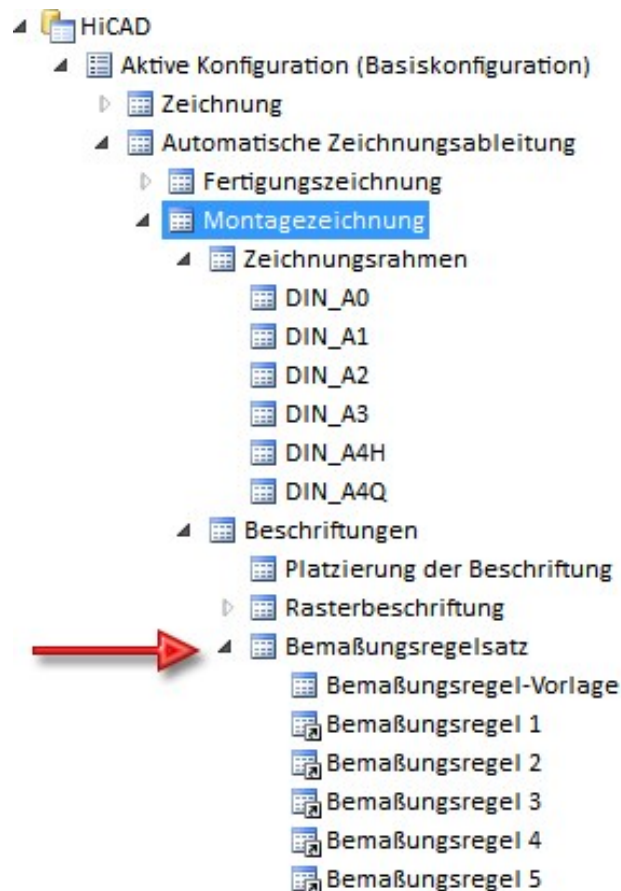 HiCAD
Aktive Konfiguration (Basiskonfiguration)
Zeichnung
Automatische Zeichnungsableitung
Fertigungszeichnung
Montagezeichnung
Zeichnungsrahmen
DIN_A0
DIN_A1
DIN_A2
DIN_A3
DIN_A4H
DIN_A4Q
Beschriftungen
Platzierung der Beschriftung
Rasterbeschriftung
Bemaßungsregelsatz
Bemaßungsregel-Vorlage
Bemaßungsregel 1
Bemaßungsregel 2
Bemaßungsregel 3
Bemaßungsregel 4
Bemaßungsregel 5